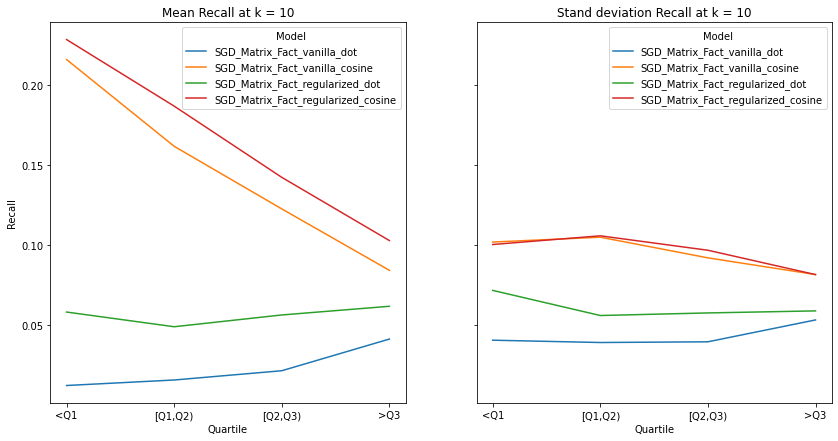 Mean Recall at k = 10
Model
SGD_Matrix_Fact_vanilla_dot
SGD_Matrix_Fact_vanilla_cosine
SGD_Matrix_Fact_regularized_dot
SGD_Matrix_Fact_regularized_cosine
0.20
0.15
0.10
0.05
Recall
<Q1
[Q1,Q2)
[Q2,Q3)
>Q3
Quartile
Stand deviation Recall at k = 10
Model
SGD_Matrix_Fact_vanilla_dot
SGD_Matrix_Fact_vanilla_cosine
SGD_Matrix_Fact_regularized_dot
SGD_Matrix_Fact_regularized_cosine
<Q1
[Q1,Q2)
[Q2,Q3)
>Q3
Quartile